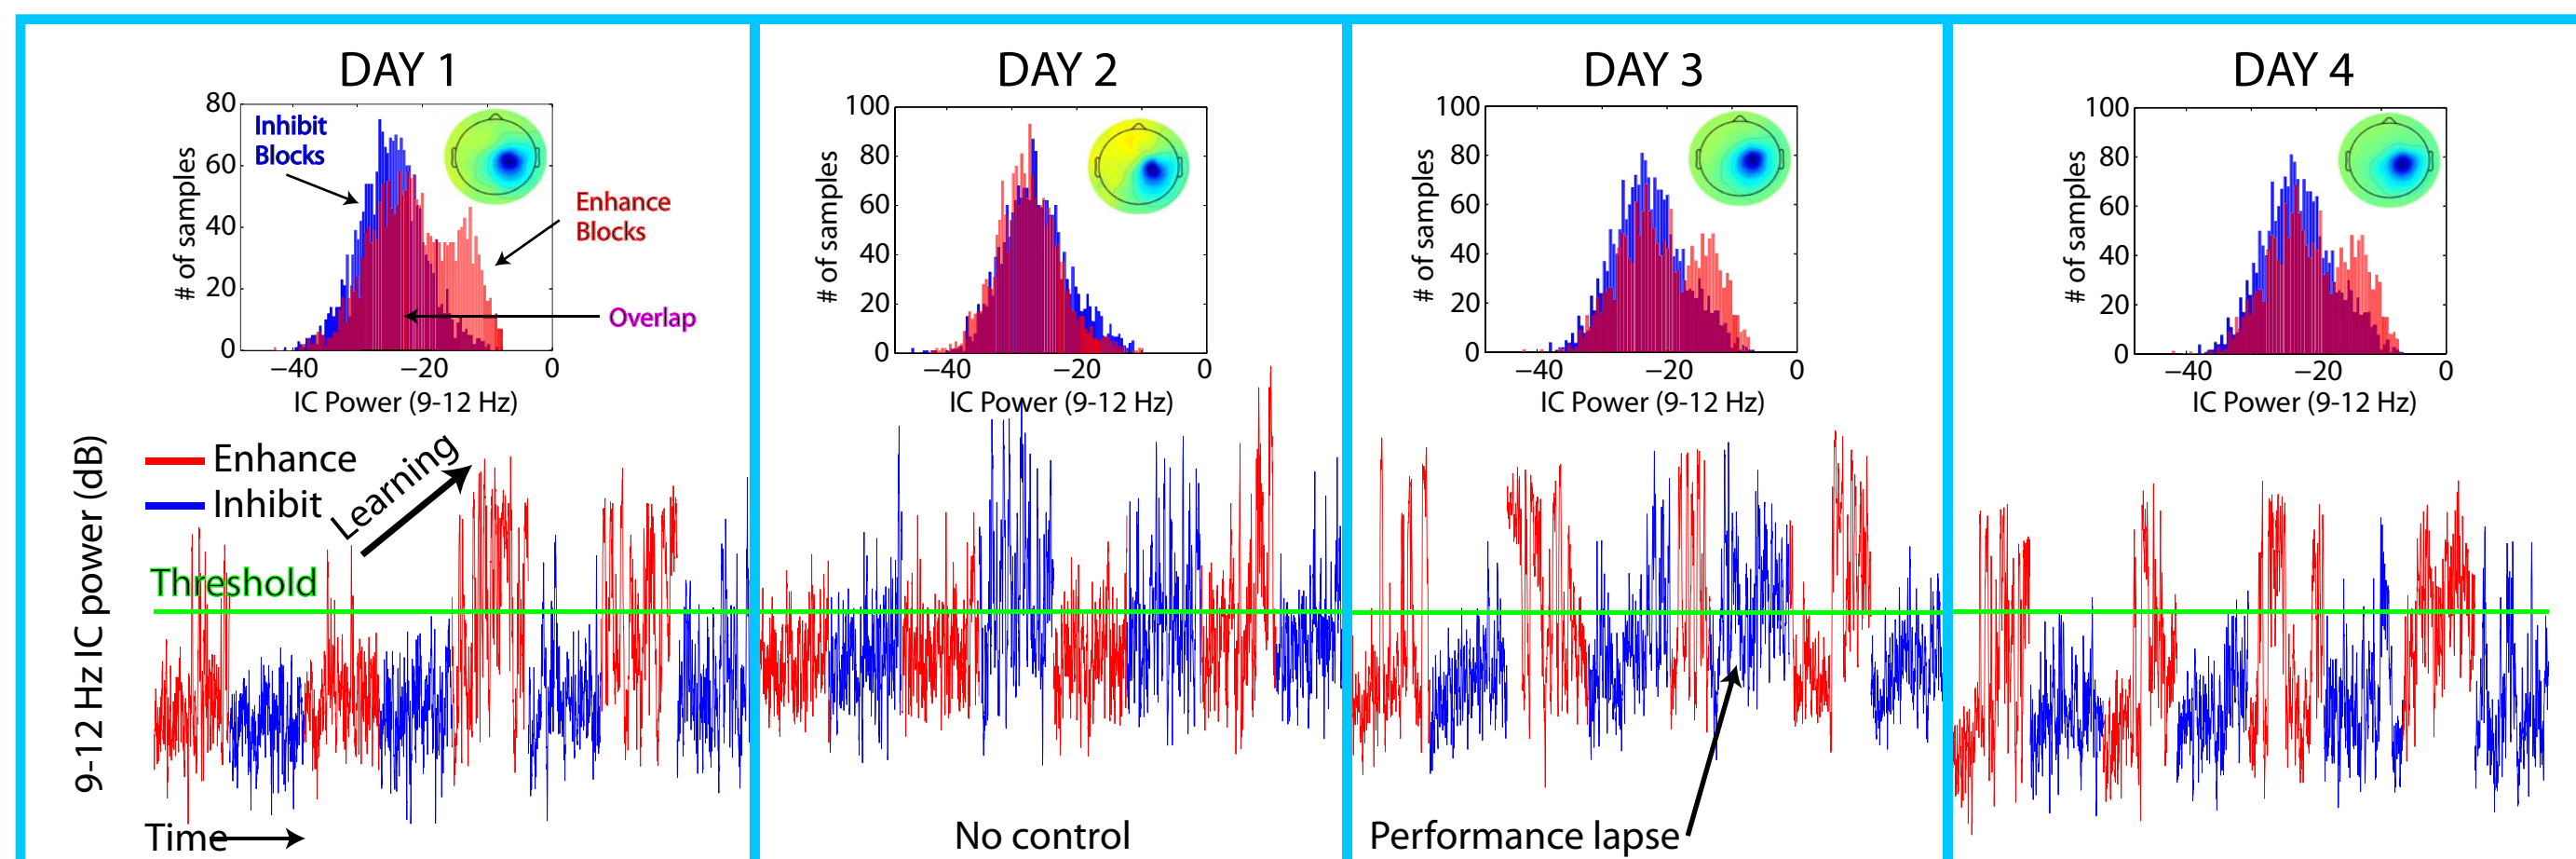 DAY 1
80
60
40
20
0
# of samples
Inhibit
Blocks
Enhance
Blocks
Overlap
−40
−20
0
IC Power (9-12 Hz)
DAY 2
100
80
60
40
20
0
# of samples
−40
−20
0
IC Power (9-12 Hz)
DAY 3
100
80
60
40
20
0
# of samples
−40
−20
0
IC Power (9-12 Hz)
DAY 4
100
80
60
40
20
0
# of samples
−40
−20
0
IC Power (9-12 Hz)
9-12 Hz IC power (dB)
Enhance
Inhibit
Learning
Threshold
Time
No control
Performance lapse